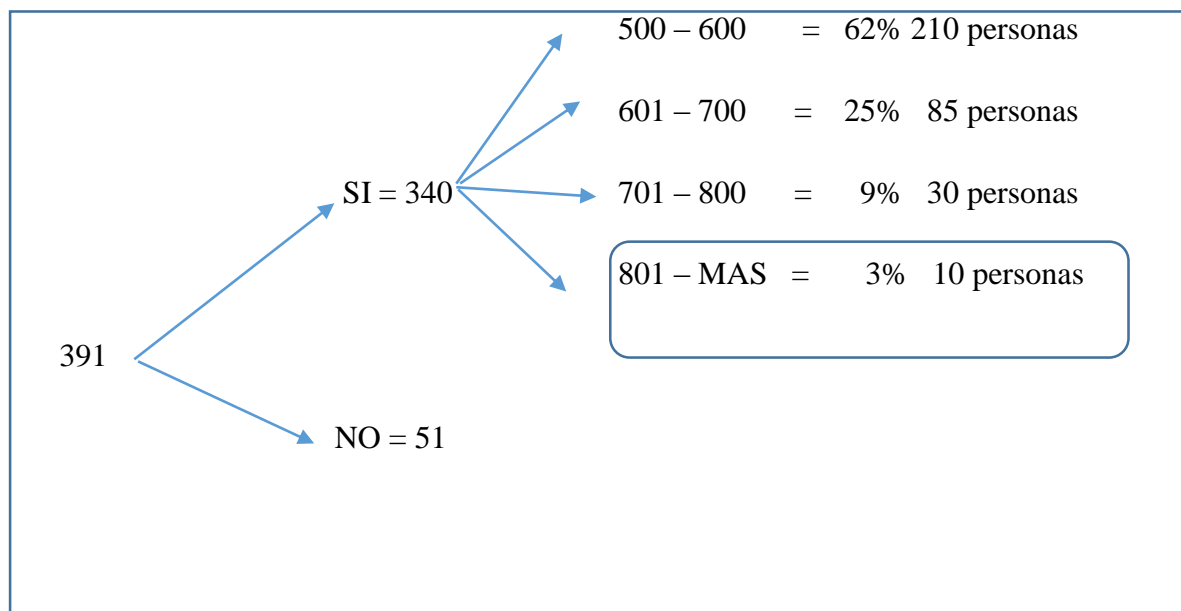 500 – 600 = 62% 210 personas
601 – 700 = 25% 85 personas
SI = 340
701 – 800 = 9% 30 personas
801 – MAS = 3% 10 personas
391
NO = 51